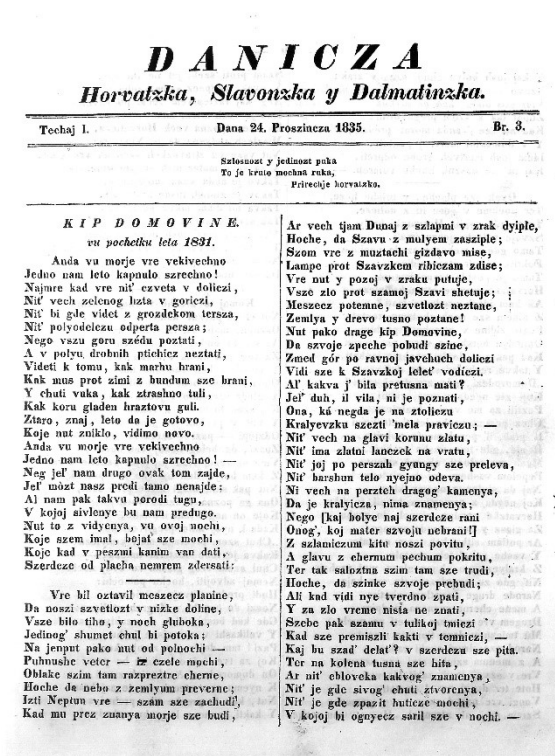 DANICZA
Horvatzka, Slavonzka y Dalmatinzka.
Techaj I.
Dana 24. Proszincza 1835.
Br. 3.
Szlosnozt y jedinozt puka
To je kruto mochna ruka,
Prirechje horvatzko.
KIP DOMOVINE.
vu pochetku leta 1831.
Anda vu morje vre vekivechno
Jedno nam leto kapnulo szrechno!
Najmre kad vre nit' czveta v doliczi,
Nit' vech zelenog lizta v goriczi,
Nit' bi gde videt z grozdekom tersza,
Nit' polyodelczu odperta persza;
Nego vszu goru szédu poztati,
A v polyu drobnih ptichicz neztati,
Videti k tomu, kak marhu hrani,
Kak mus prot zimi z bundum sze brani,
Y chuti vuka, kak ztrashno tuli,
Kak koru gladen hraztovu guli.
Ztaro, znaj, leto da je gotovo,
Koje nut zniklo, vidimo novo.
Anda vu morje vre vekivechno
Jedno nam leto kapnulo szrechno! —
Neg jel' nam drugo ovak tom zajde,
Jel' mòzt nasz predi tamo nenajde;
Al nam pak takvu porodi tugu,
V kojoj szivlenye bu nam predugo.
Nut to z vidyenya, vu ovoj nochi,
Koje szem imal, bojat' sze mochi,
Koje kad v peszmi kanim van dati,
Szerdcze od placha nemrem zdersati:
Vre bil oztavil meszecz planine,
Da noszi szvetlozt v nizke doline,
Vsze bilo tiho, y noch gluboka,
Jedinog' shumet chul bi potoka;
Na jenput pako nut od polnochi —
Puhnushe veter — iz czele mochi,
Oblake szim tam razpreztre cherne,
Hoche da nebo z zemlyum preverne;
Izti Neptun vre — szam sze zachudi',
Kad mu prez znanya morje sze budi,
Ar vech tjam Dunaj z szlapmi v zrak dyiple,
Hoche, da Szavu z mulyem zasziple;
Szom vre z muztachi gizdavo mise,
Lampe prot Szavzkem ribiczam zdise;
Vre nut y pozoj v zraku putuje,
Vsze zlo prot szamoj Szavi shetuje;
Meszecz potemne, szvetlozt neztane,
Zemlya y drevo tusno poztane!
Nut pako drage kip Domovine,
Da szvoje zpeche pobudi szine,
Zmed gór po ravnoj javchuch doliczi
Vidi sze k Szavzkoj lelet' vodiczi.
Al' kakva j' bila pretusna mati?
Jel' duh, il vila, ni je poznati,
Ona, ká negda je na ztoliczu
Kralyevzku szezti 'mela praviczu; —
Nit' vech na glavi korunu zlatu,
Nit' ima zlatni lanczek na vratu,
Nit' joj po perszah gyungy sze preleva,
Nit' barshun telo nyejno odeva.
Ni vech na perztch dragog' kamenya,
Da je kralyicza, nima znamenya;
Nego [kaj bolye naj szerdcze rani
Onog', koj mater szvoju nebrani!]
Z szlamiczum kitu noszi povitu,
A glavu z chernum pechum pokritu,
Ter tak saloztna szim tam sze trudi,
Hoche, da szinke szvoje prebudi;
Ali kad vidi nye tverdno zpati,
Y za zlo vreme nista ne znati,
Szebe pak szamu v tulikoj tmiczi
Kad sze premiszli kakti v temniczi, —
Kaj bu szad' delat'? v szerdczu sze pita.
Ter na kolena tusna sze hita,
Ar nit' chloveka kakvog' znamenya,
Nit' je gde sivog' chuti ztvorenya,
Nit' je gde zpazit huticze mochi,
V kojoj bi ognyecz saril sze v nochi. —